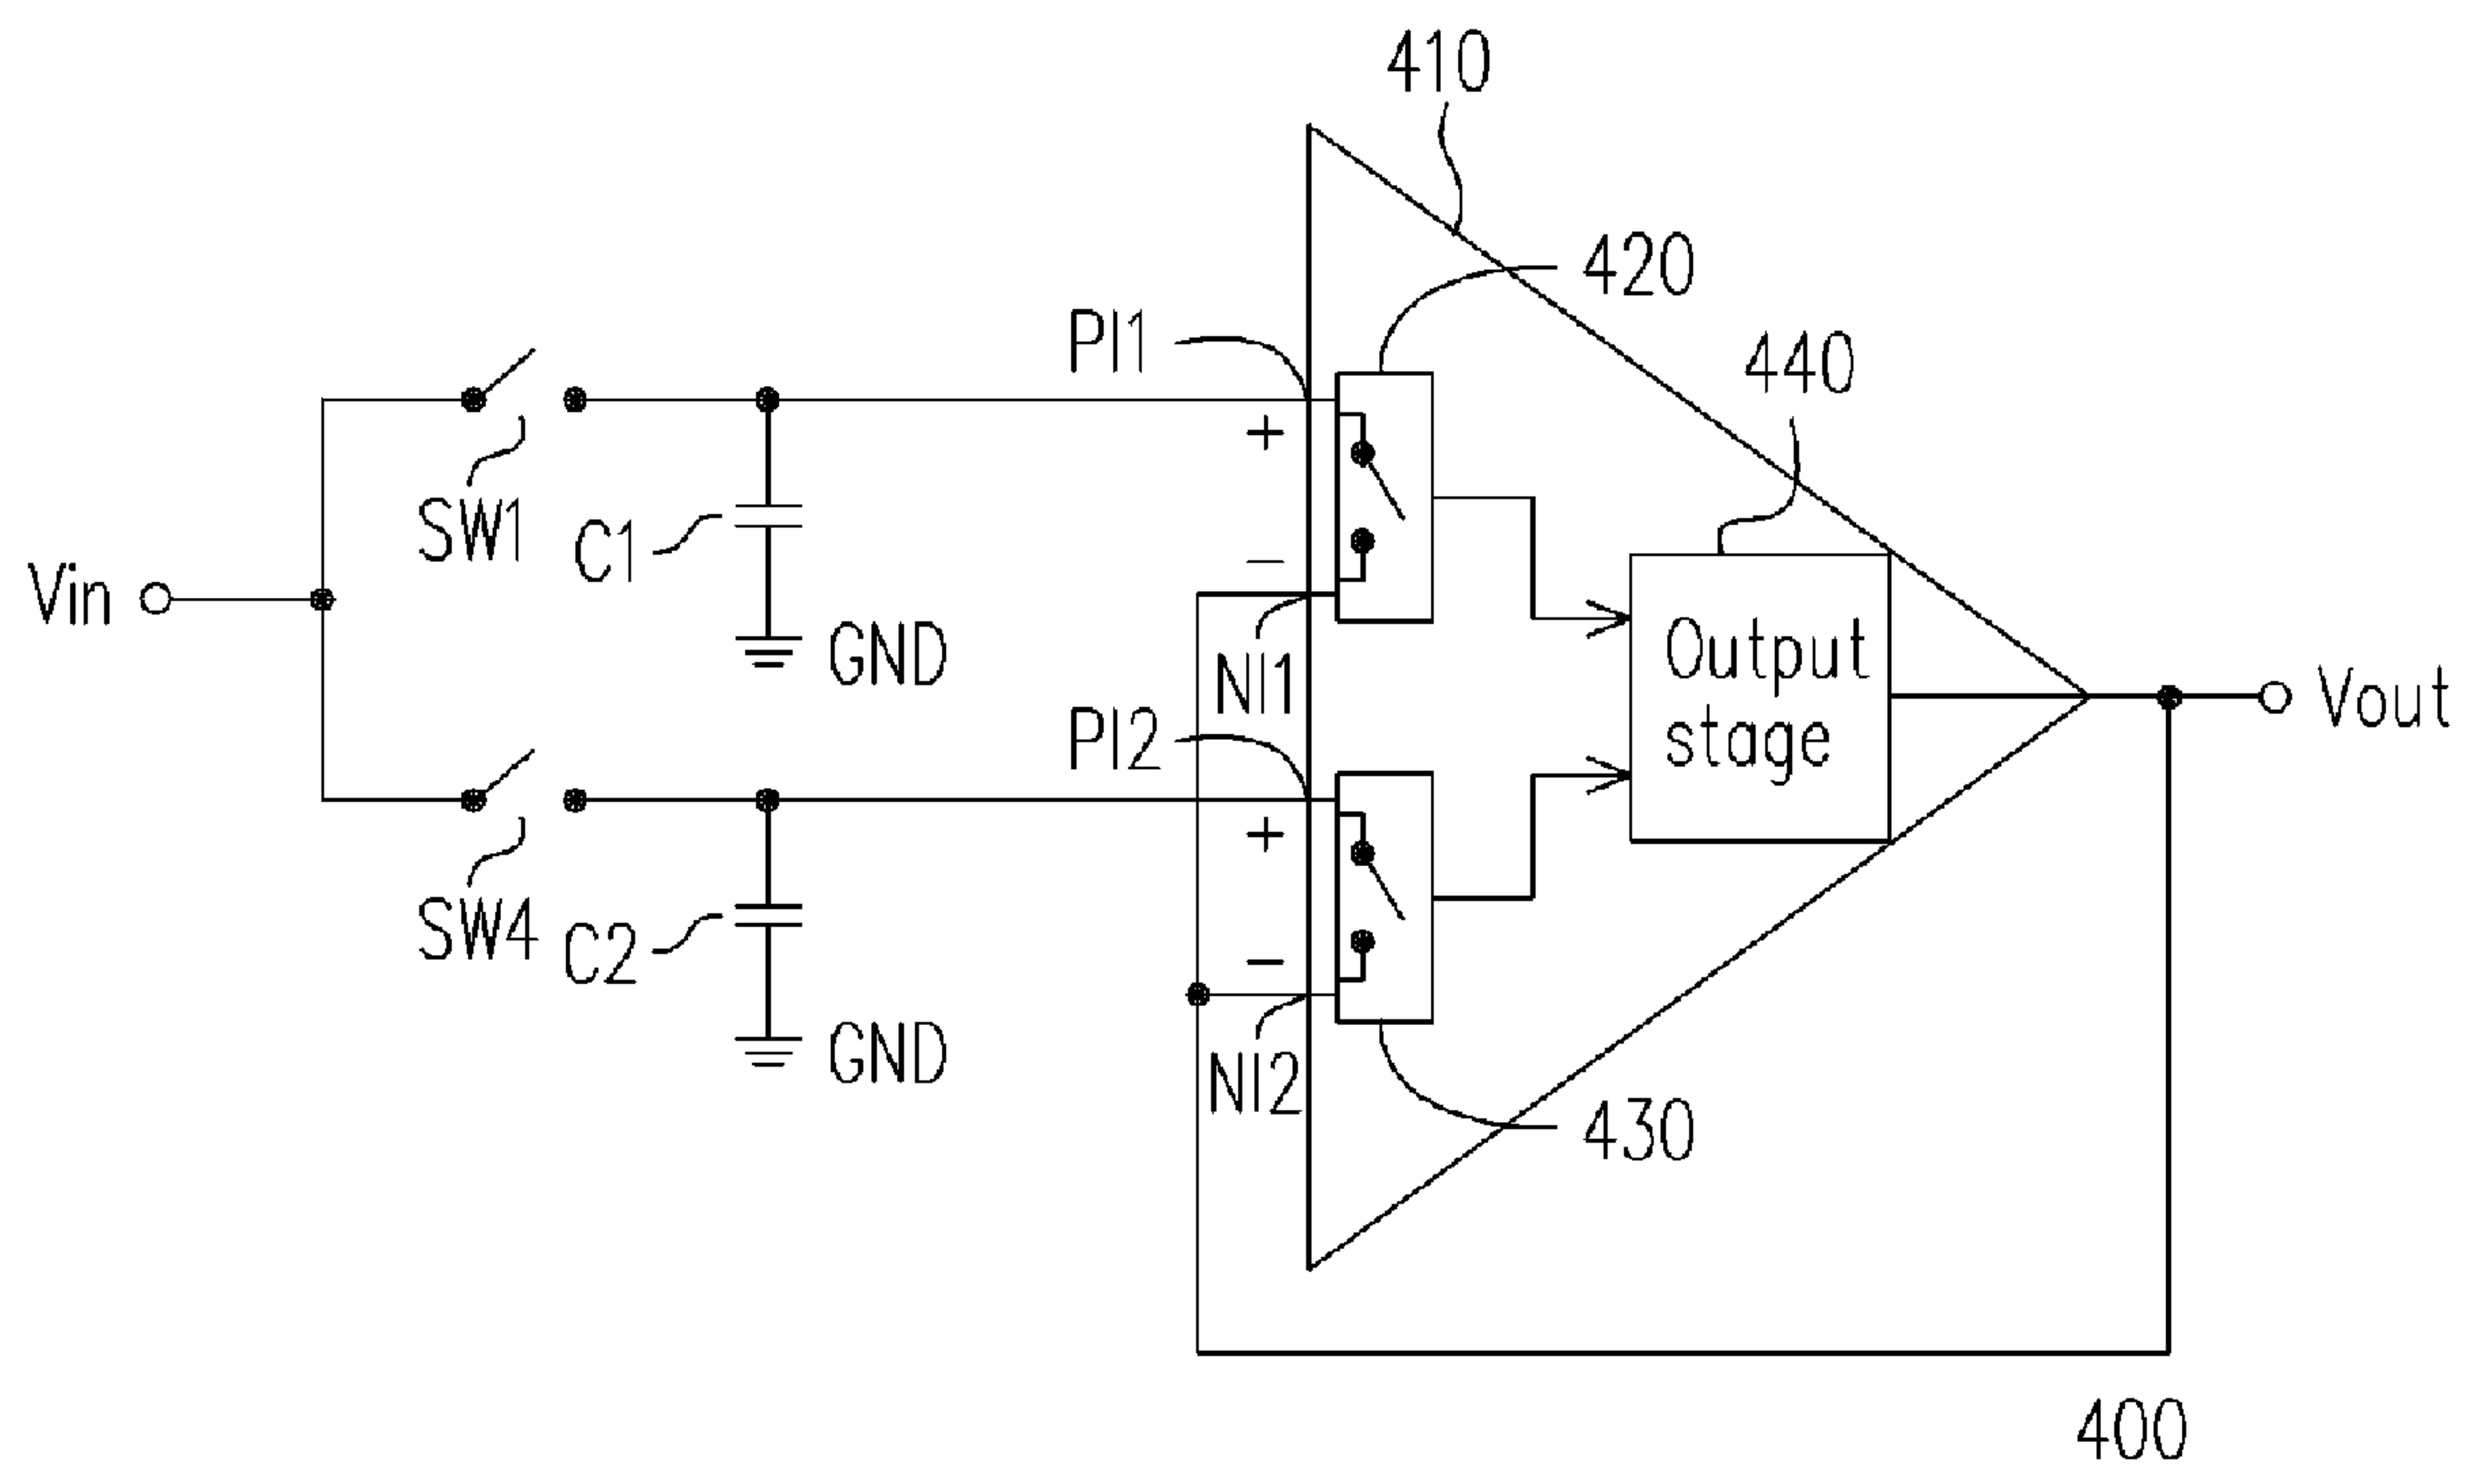 410
420
PI1
440
+
SW1
C1
−
Vin
GND
NI1
Output
stage
Vout
PI2
+
SW4
C2
−
GND
NI2
430
400